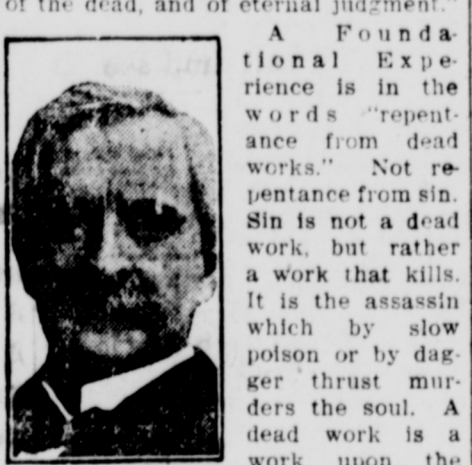 of the dead, and of eternal judgment."
A Founda-
tional Expe-
rience is in the
words "repent-
ance from dead
works." Not re-
pentance from sin.
Sin is not a dead
work, but rather
a work that kills.
It is the assassin
which by slow
poison or by dag-
ger thrust mur-
ders the soul. A
dead work is a
work upon the